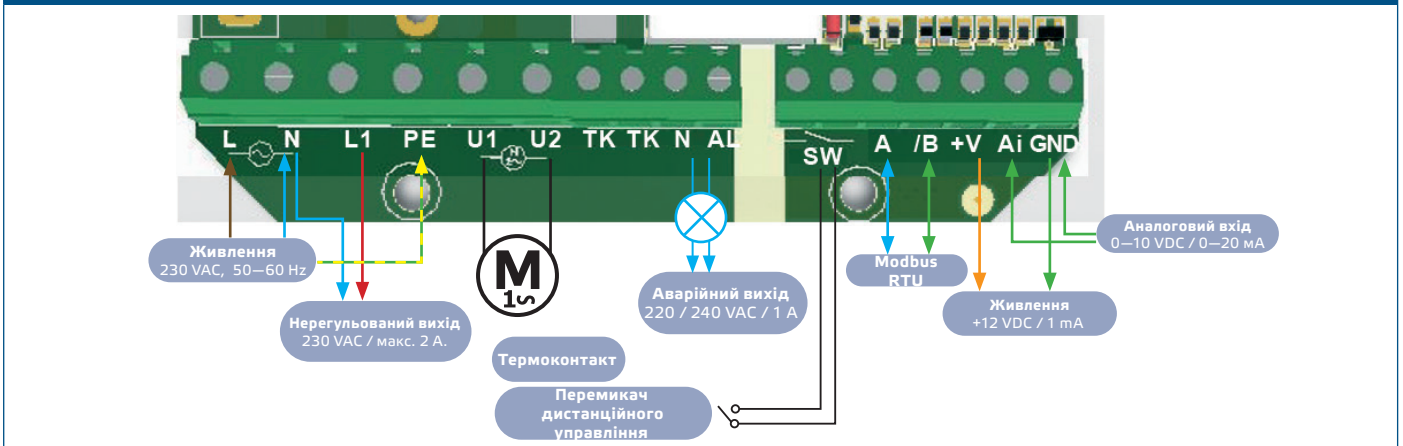 L N L1 PE U1 U2 TK TK N AL
SW A /B +V Ai GND
Живлення
230 VAC, 50—60 Hz
Нерегульований вихід
230 VAC / макс. 2 А.
M
1
Термоконтакт
Перемикач
дистанційного
управління
Аварійний вихід
220 / 240 VAC / 1 A
Modbus
RTU
Живлення
+12 VDC / 1 mA
Аналоговий вхід
0—10 VDC / 0—20 мА